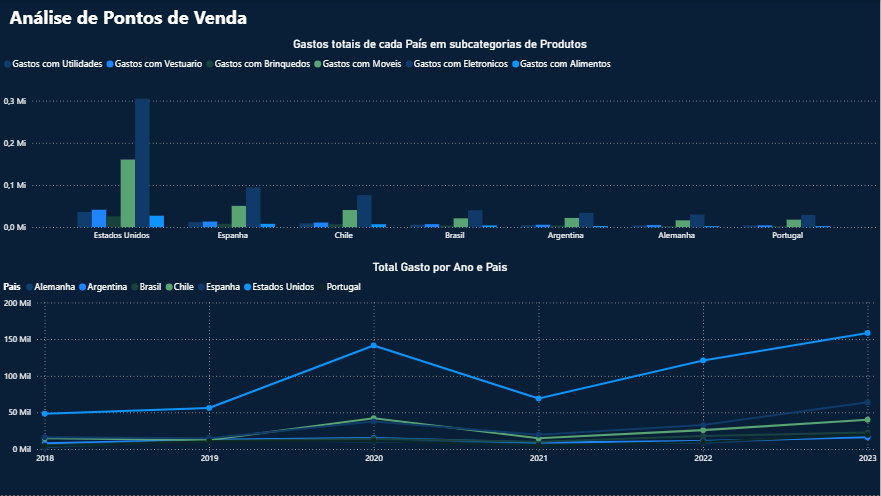 Análise de Pontos de Venda
Gastos totais de cada País em subcategorias de Produtos
Gastos com Utilidades Gastos com Vestuario Gastos com Brinquedos Gastos com Moveis Gastos com Eletronicos Gastos com Alimentos
0,3 Mi
0,2 Mi
0,1 Mi
0,0 Mi
Estados Unidos Espanha Chile Brasil Argentina Alemanha Portugal
Total Gasto por Ano e Pais
Pais Alemanha Argentina Brasil Chile Espanha Estados Unidos Portugal
200 Mil
150 Mil
100 Mil
50 Mil
0 Mil
2018 2019 2020 2021 2022 2023